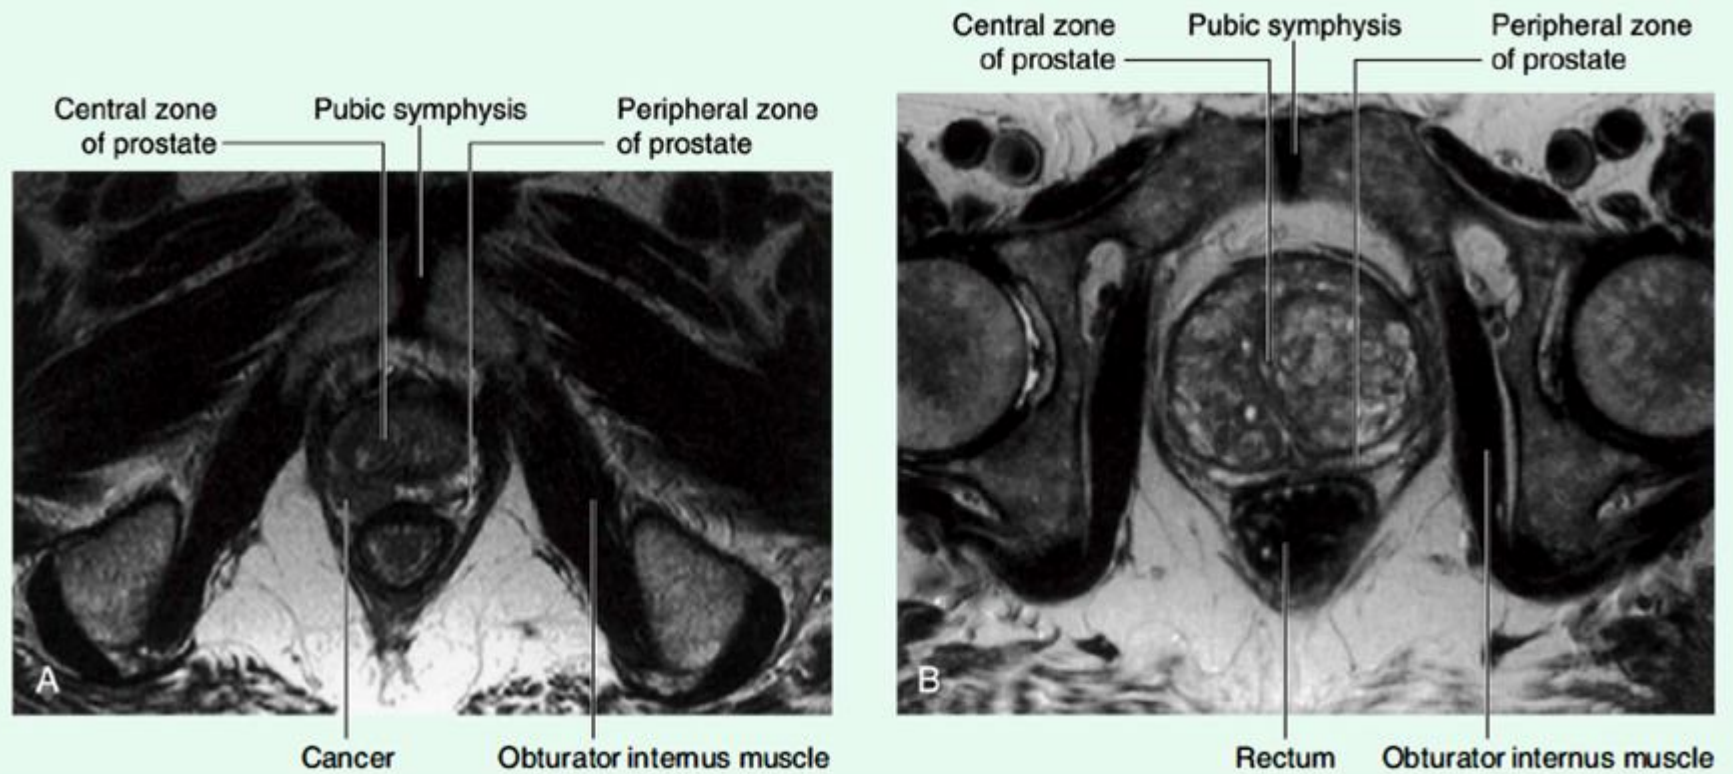 Central zone
of prostate
Pubic symphysis
Peripheral zone
of prostate
A
Cancer
Obturator internus muscle
Central zone
of prostate
Pubic symphysis
Peripheral zone
of prostate
B
Rectum
Obturator internus muscle